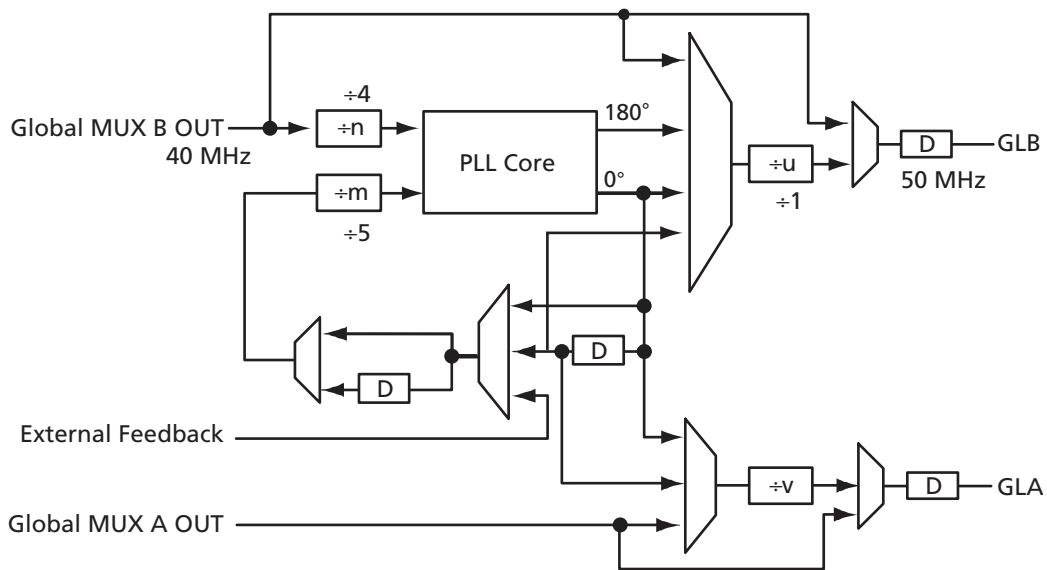 ÷4
÷n
Global MUX B OUT
40 MHz
180°
PLL Core
0°
÷m
÷5
÷u
÷1
D
GLB
50 MHz
D
D
External Feedback
÷v
D
GLA
Global MUX A OUT